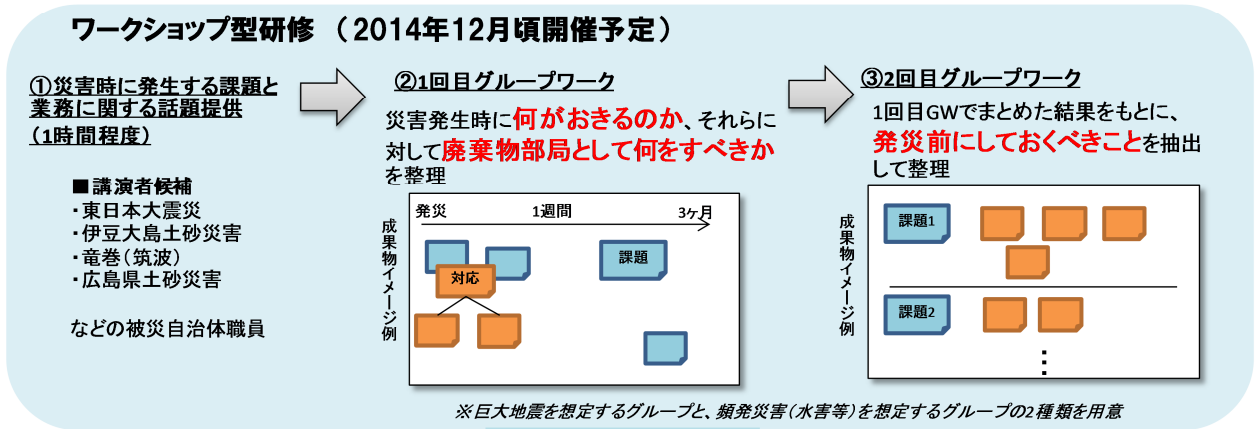 ワークショップ型研修 （2014年12月頃開催予定）
①災害時に発生する課題と
業務に関する話題提供
（1時間程度）
■講演者候補
・東日本大震災
・伊豆大島土砂災害
・竜巻（筑波）
・広島県土砂災害
などの被災自治体職員
②1回目グループワーク
災害発生時に何がおきるのか、それらに
対して廃棄物部局として何をすべきか
を整理
成果物イメージ例
発災 1週間 3ヶ月
課題
対応
③2回目グループワーク
1回目GWでまとめた結果をもとに、
発災前にしておくべきことを抽出
して整理
成果物イメージ例
課題1
課題2
⋮
※巨大地震を想定するグループと、頻発災害（水害等）を想定するグループの2種類を用意